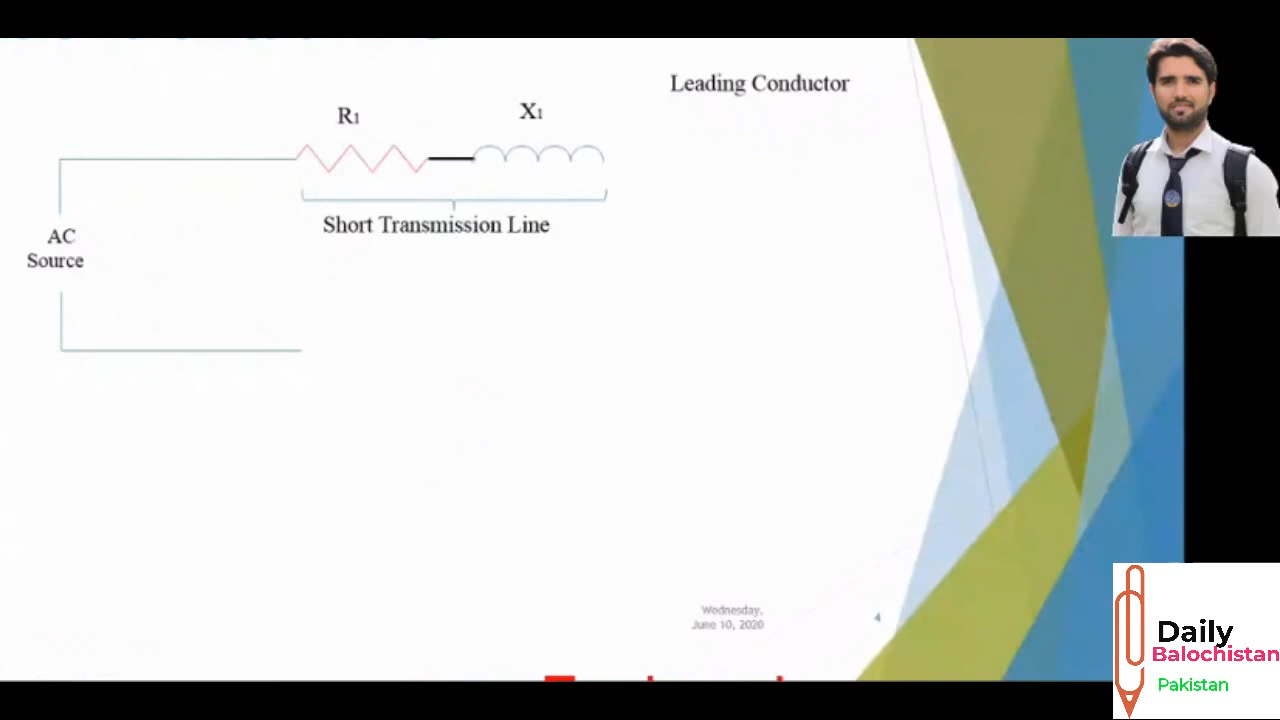 Leading Conductor
R1
X1
Short Transmission Line
AC
Source
Wednesday,
June 10, 2020
4
Daily
Balochistan
Pakistan